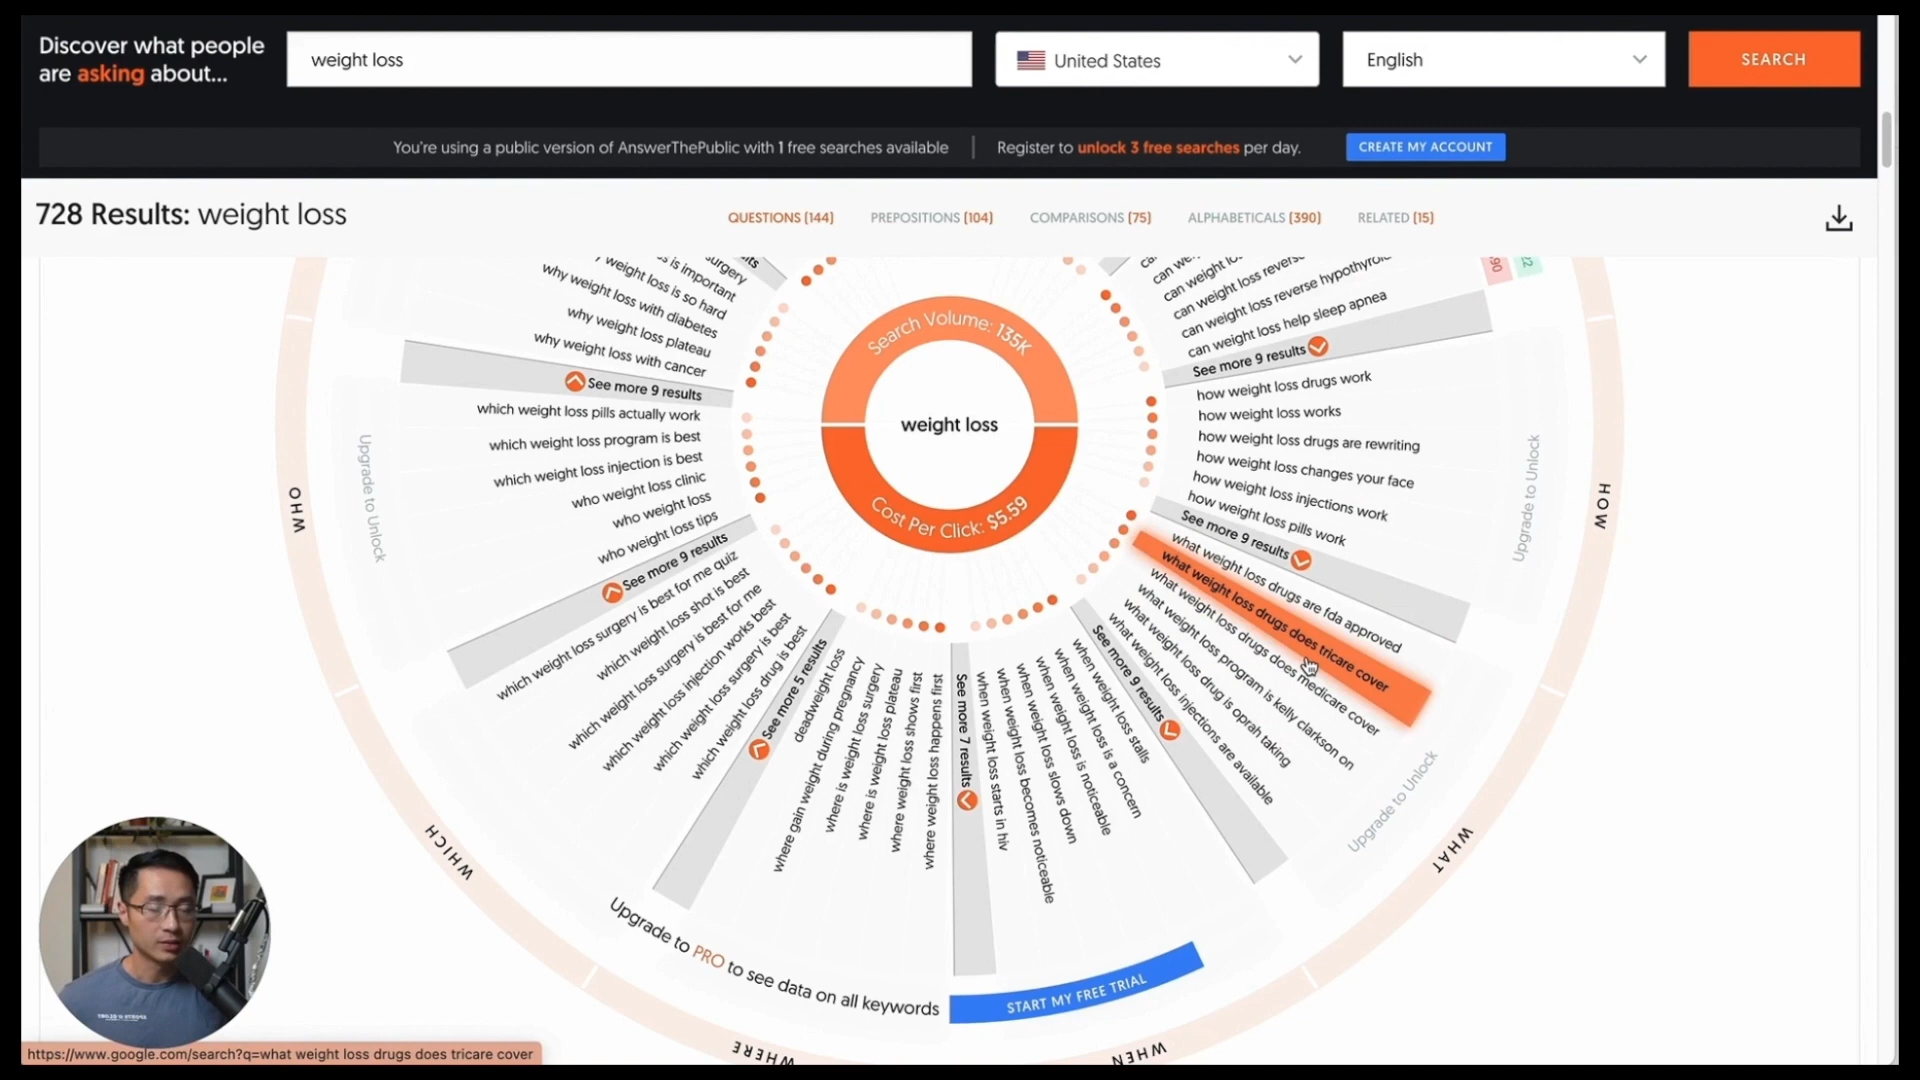 Discover what people
are asking about...
weight loss
United States
English
SEARCH
You're using a public version of AnswerThePublic with 1 free searches available
Register to unlock 3 free searches per day.
CREATE MY ACCOUNT
728 Results: weight loss
QUESTIONS (144)
PREPOSITIONS (104)
COMPARISONS (75)
ALPHABETICALS (390)
RELATED (15)
surgery
is important
weight loss is so hard
why weight loss with diabetes
why weight loss plateau
why weight loss with cancer
See more 9 results
which weight loss pills actually work
which weight loss program is best
which weight loss injection is best
who weight loss clinic
who weight loss
who weight loss tips
See more 9 results
which weight loss surgery is best for me quiz
which weight loss shot is best
which weight loss surgery is best for me
which weight loss injection works best
which weight loss surgery is best
which weight loss drug is best
See more 5 results
deadweight loss
where gain weight during pregnancy
where is weight loss surgery
where is weight loss plateau
where weight loss shows first
where weight loss happens first
See more 7 results
when weight loss starts in hiv
when weight loss becomes noticeable
when weight loss slows down
when weight loss is noticeable
when weight loss is a concern
when weight loss stalls
See more 9 results
what weight loss injections are available
what weight loss drug is oprah taking
what weight loss program is kelly clarkson on
what weight loss drugs does medicare cover
what weight loss drugs does tricare cover
what weight loss drugs are fda approved
See more 9 results
how weight loss pills work
how weight loss injections work
how weight loss changes your face
how weight loss drugs are rewriting
how weight loss works
how weight loss drugs work
See more 9 results
can weight loss help sleep apnea
can weight loss reverse hypothyroid
can weight loss reverse
can weight
Search Volume: 135K
weight loss
Cost Per Click: $5.59
Upgrade to Unlock
Upgrade to Unlock
Upgrade to Unlock
WHO
WHICH
WHERE
WHEN
WHAT
HOW
Upgrade to PRO to see data on all keywords
START MY FREE TRIAL
https://www.google.com/search?q=what weight loss drugs does tricare cover